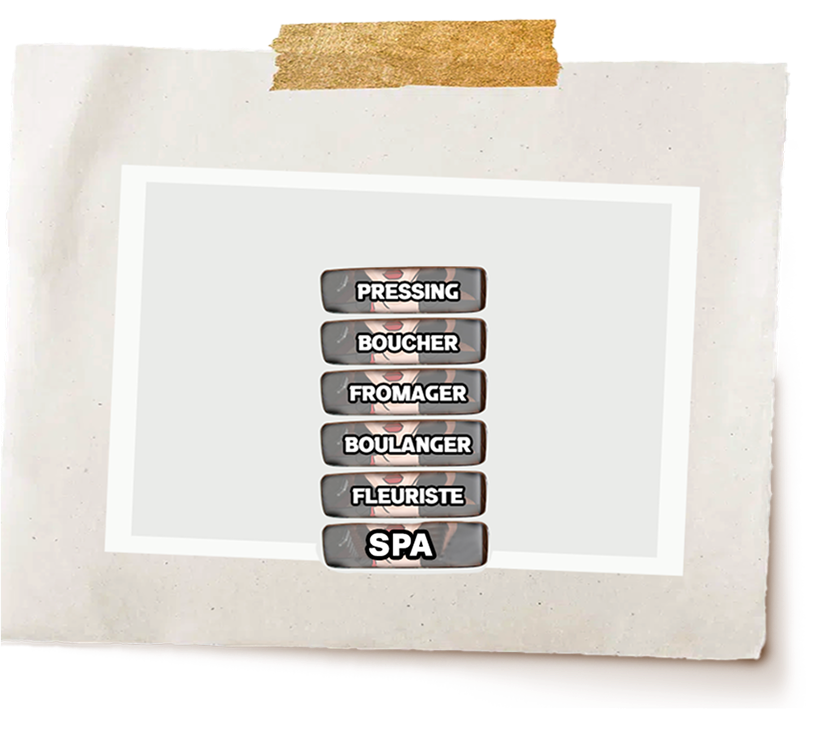 PRESSING
BOUCHER
FROMAGER
BOULANGER
FLEURISTE
SPA